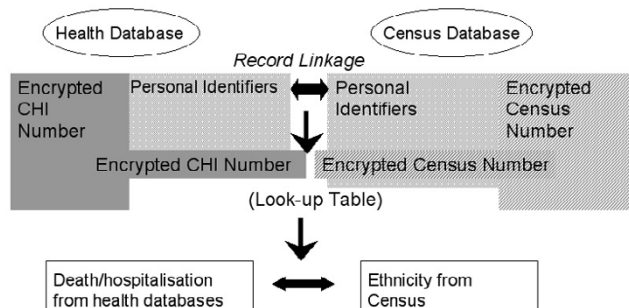 Health Database
Census Database
Record Linkage
Encrypted
CHI
Number
Personal Identifiers
Personal
Identifiers
Encrypted
Census
Number
Encrypted CHI Number
Encrypted Census Number
(Look-up Table)
Death/hospitalisation
from health databases
Ethnicity from
Census